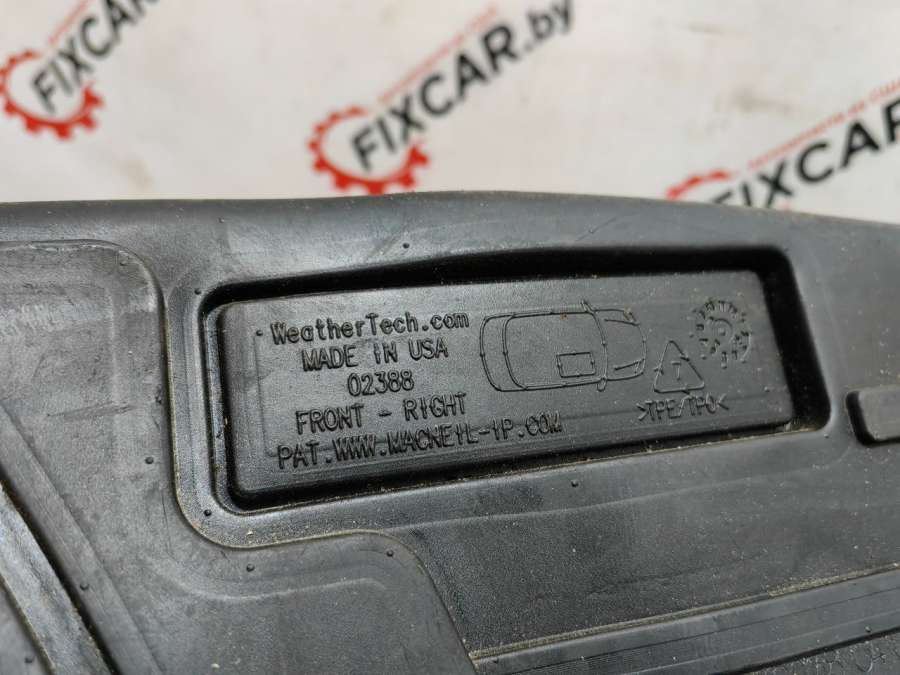 FIXCAR
FIXCAR.by
FIXCAR.by
WeatherTech.com
MADE IN USA
02388
FRONT - RIGHT
PAT.WWW.MACNEIL-IP.COM
>TPE/TPO<